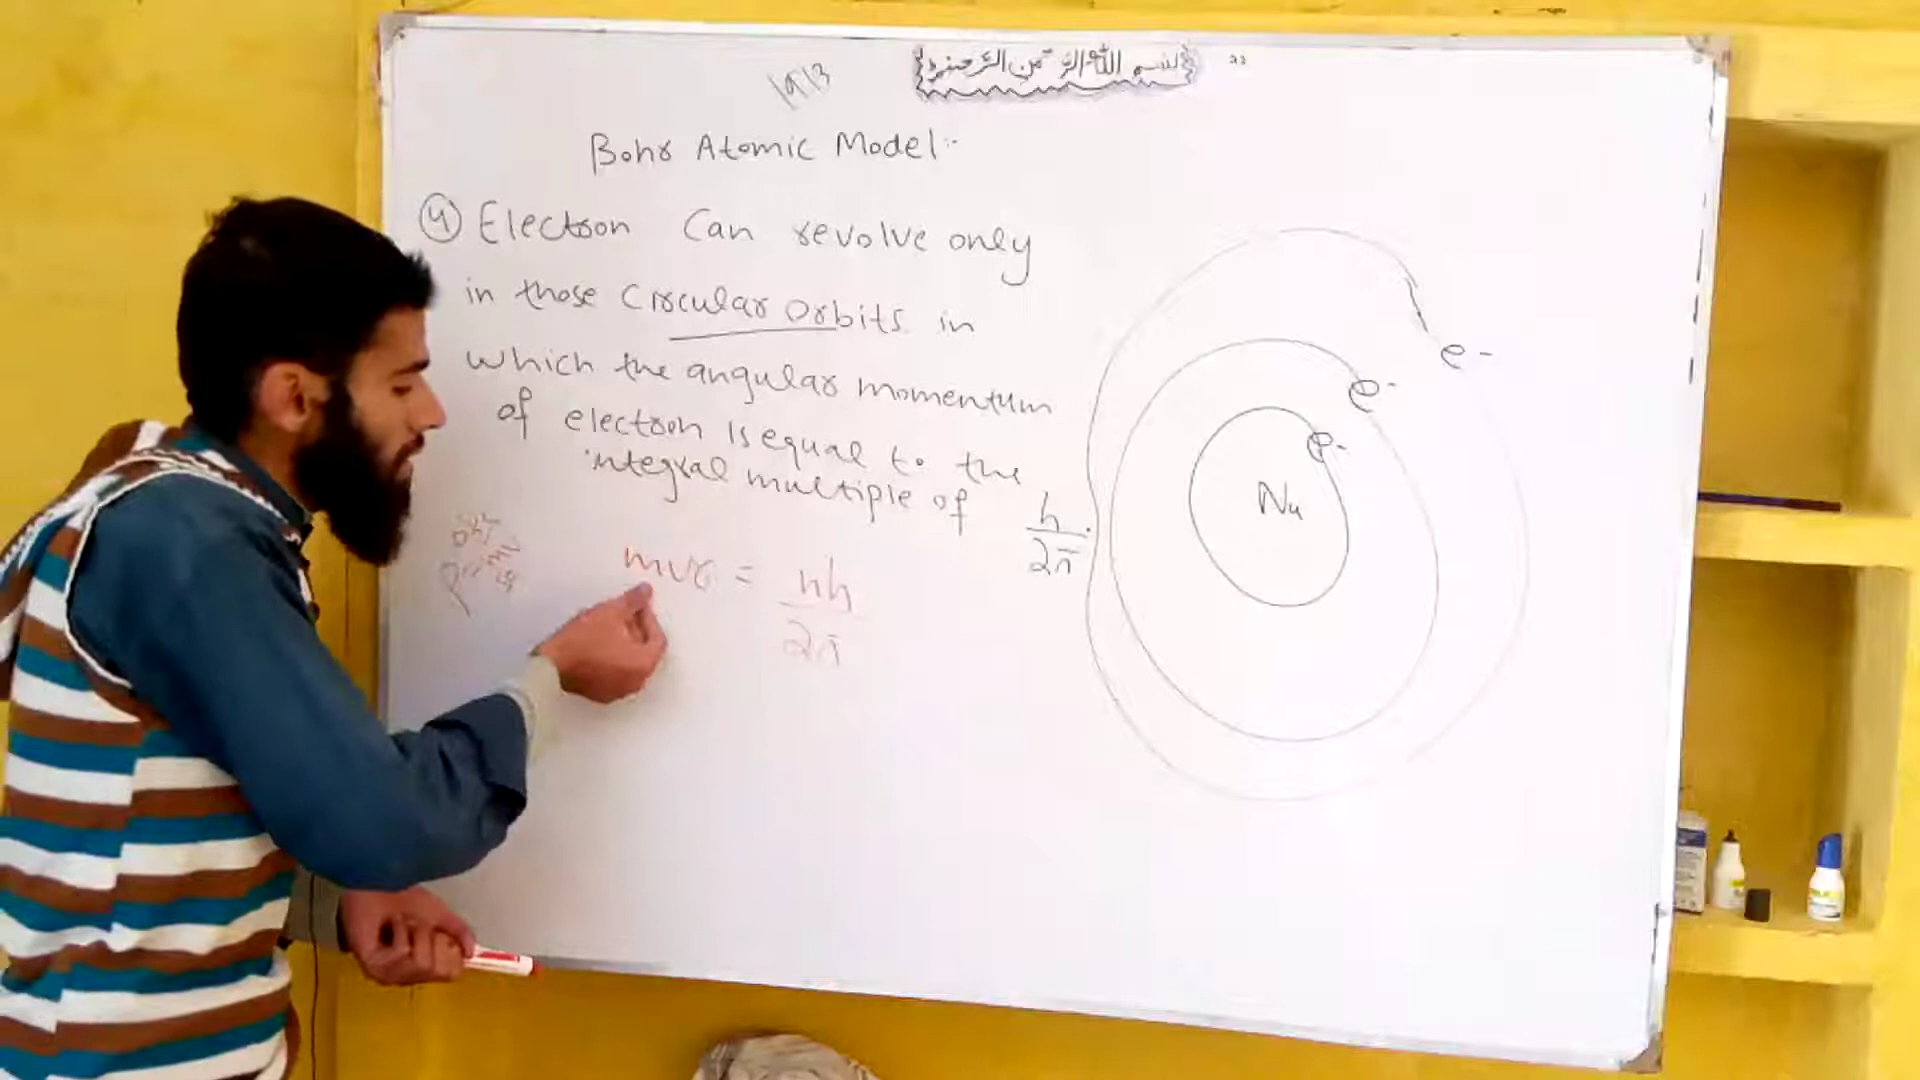 بسم اللہ الرحمن الرحیم
1913
Bohr Atomic Model:-
④ Electron Can revolve only
in those Circular Orbits in
which the angular momentum
of electron is equal to the
integral multiple of h/2π.
mvr = nh/2π
e-
e-
e-
Nu